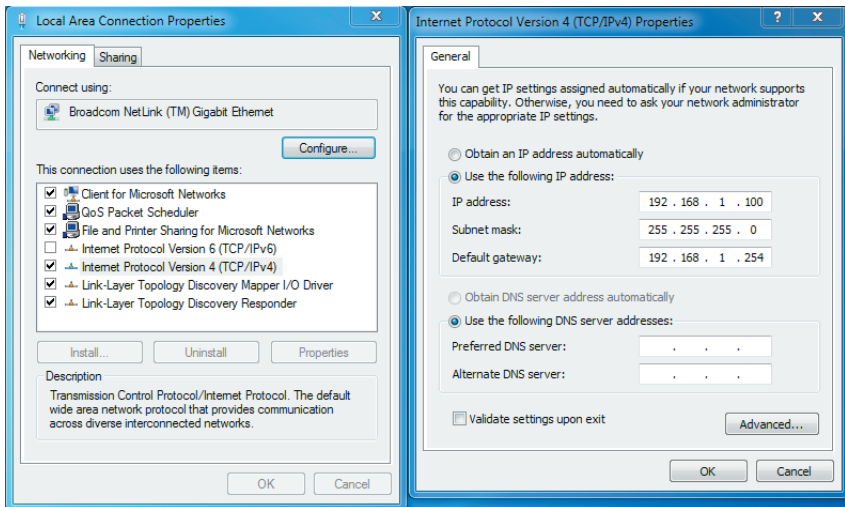 Local Area Connection Properties
X
Networking
Sharing
Connect using:
Broadcom NetLink (TM) Gigabit Ethernet
Configure...
This connection uses the following items:
Client for Microsoft Networks
QoS Packet Scheduler
File and Printer Sharing for Microsoft Networks
Internet Protocol Version 6 (TCP/IPv6)
Internet Protocol Version 4 (TCP/IPv4)
Link-Layer Topology Discovery Mapper I/O Driver
Link-Layer Topology Discovery Responder
Install...
Uninstall
Properties
Description
Transmission Control Protocol/Internet Protocol. The default
wide area network protocol that provides communication
across diverse interconnected networks.
OK
Cancel
Internet Protocol Version 4 (TCP/IPv4) Properties
?
X
General
You can get IP settings assigned automatically if your network supports
this capability. Otherwise, you need to ask your network administrator
for the appropriate IP settings.
Obtain an IP address automatically
Use the following IP address:
IP address:
192 . 168 . 1 . 100
Subnet mask:
255 . 255 . 255 . 0
Default gateway:
192 . 168 . 1 . 254
Obtain DNS server address automatically
Use the following DNS server addresses:
Preferred DNS server:
. . .
Alternate DNS server:
. . .
Validate settings upon exit
Advanced...
OK
Cancel